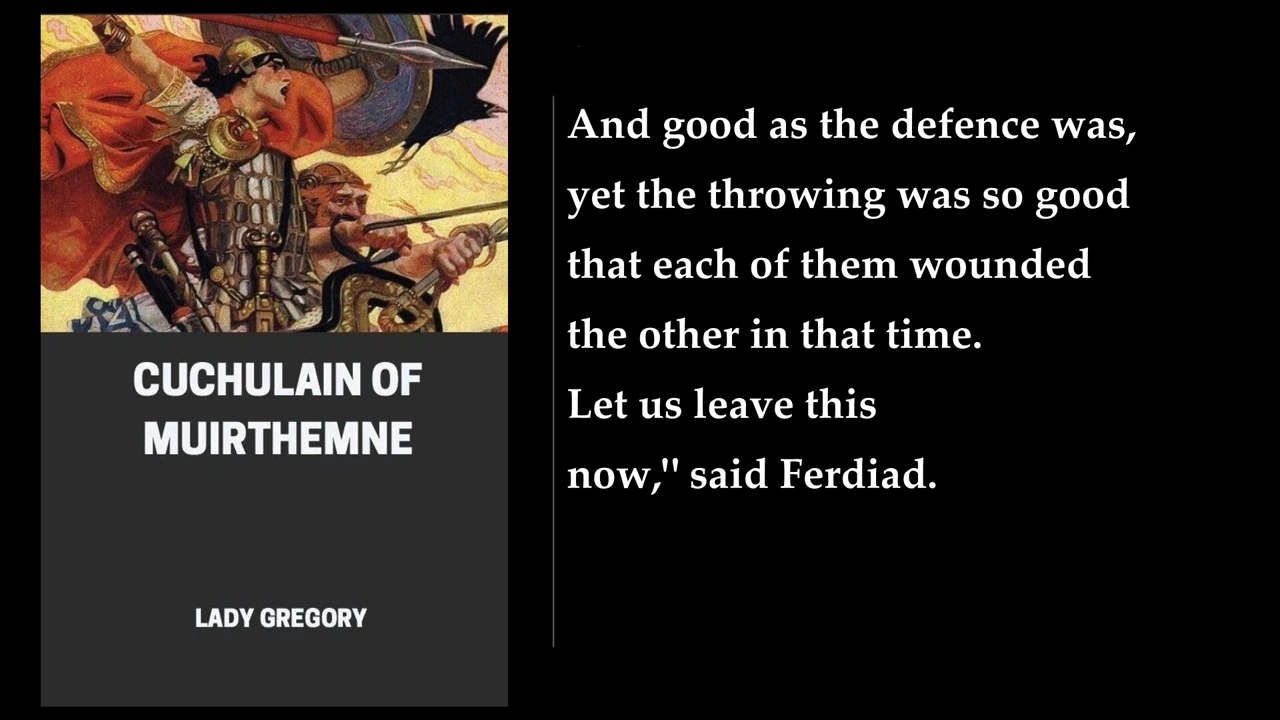 CUCHULAIN OF
MUIRTHEMNE
LADY GREGORY
And good as the defence was,
yet the throwing was so good
that each of them wounded
the other in that time.
Let us leave this
now," said Ferdiad.